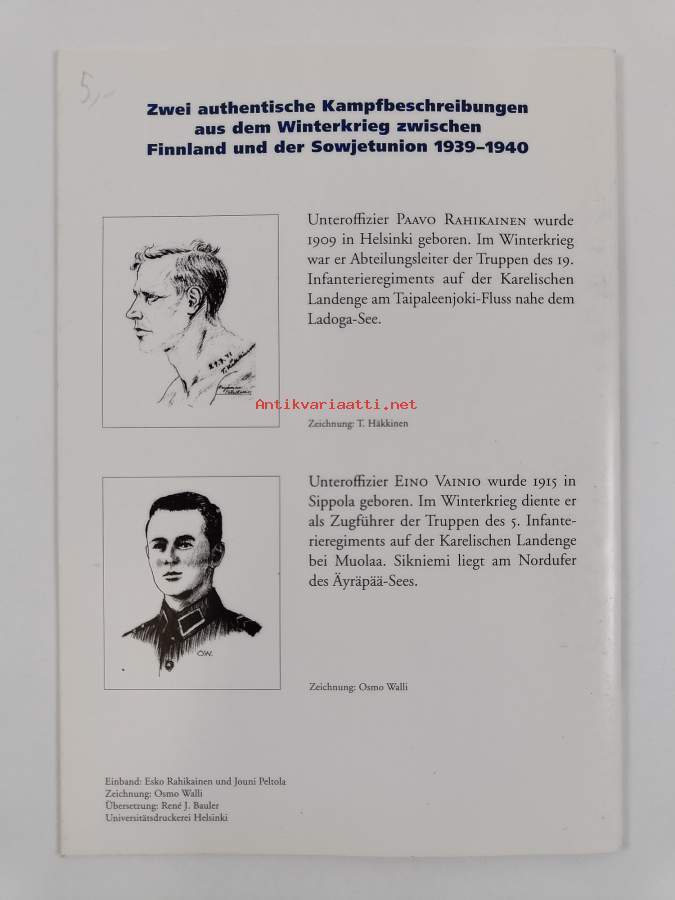 5,-
Zwei authentische Kampfbeschreibungen
aus dem Winterkrieg zwischen
Finnland und der Sowjetunion 1939–1940
Unteroffizier PAAVO RAHIKAINEN wurde
1909 in Helsinki geboren. Im Winterkrieg
war er Abteilungsleiter der Truppen des 19.
Infanterieregiments auf der Karelischen
Landenge am Taipaleenjoki-Fluss nahe dem
Ladoga-See.
Antikvariaatti.net
Zeichnung: T. Häkkinen
Unteroffizier EINO VAINIO wurde 1915 in
Sippola geboren. Im Winterkrieg diente er
als Zugführer der Truppen des 5. Infante-
rieregiments auf der Karelischen Landenge
bei Muolaa. Sikniemi liegt am Nordufer
des Äyräpää-Sees.
O.W.
Zeichnung: Osmo Walli
Einband: Esko Rahikainen und Jouni Peltola
Zeichnung: Osmo Walli
Übersetzung: René J. Bauler
Universitätsdruckerei Helsinki